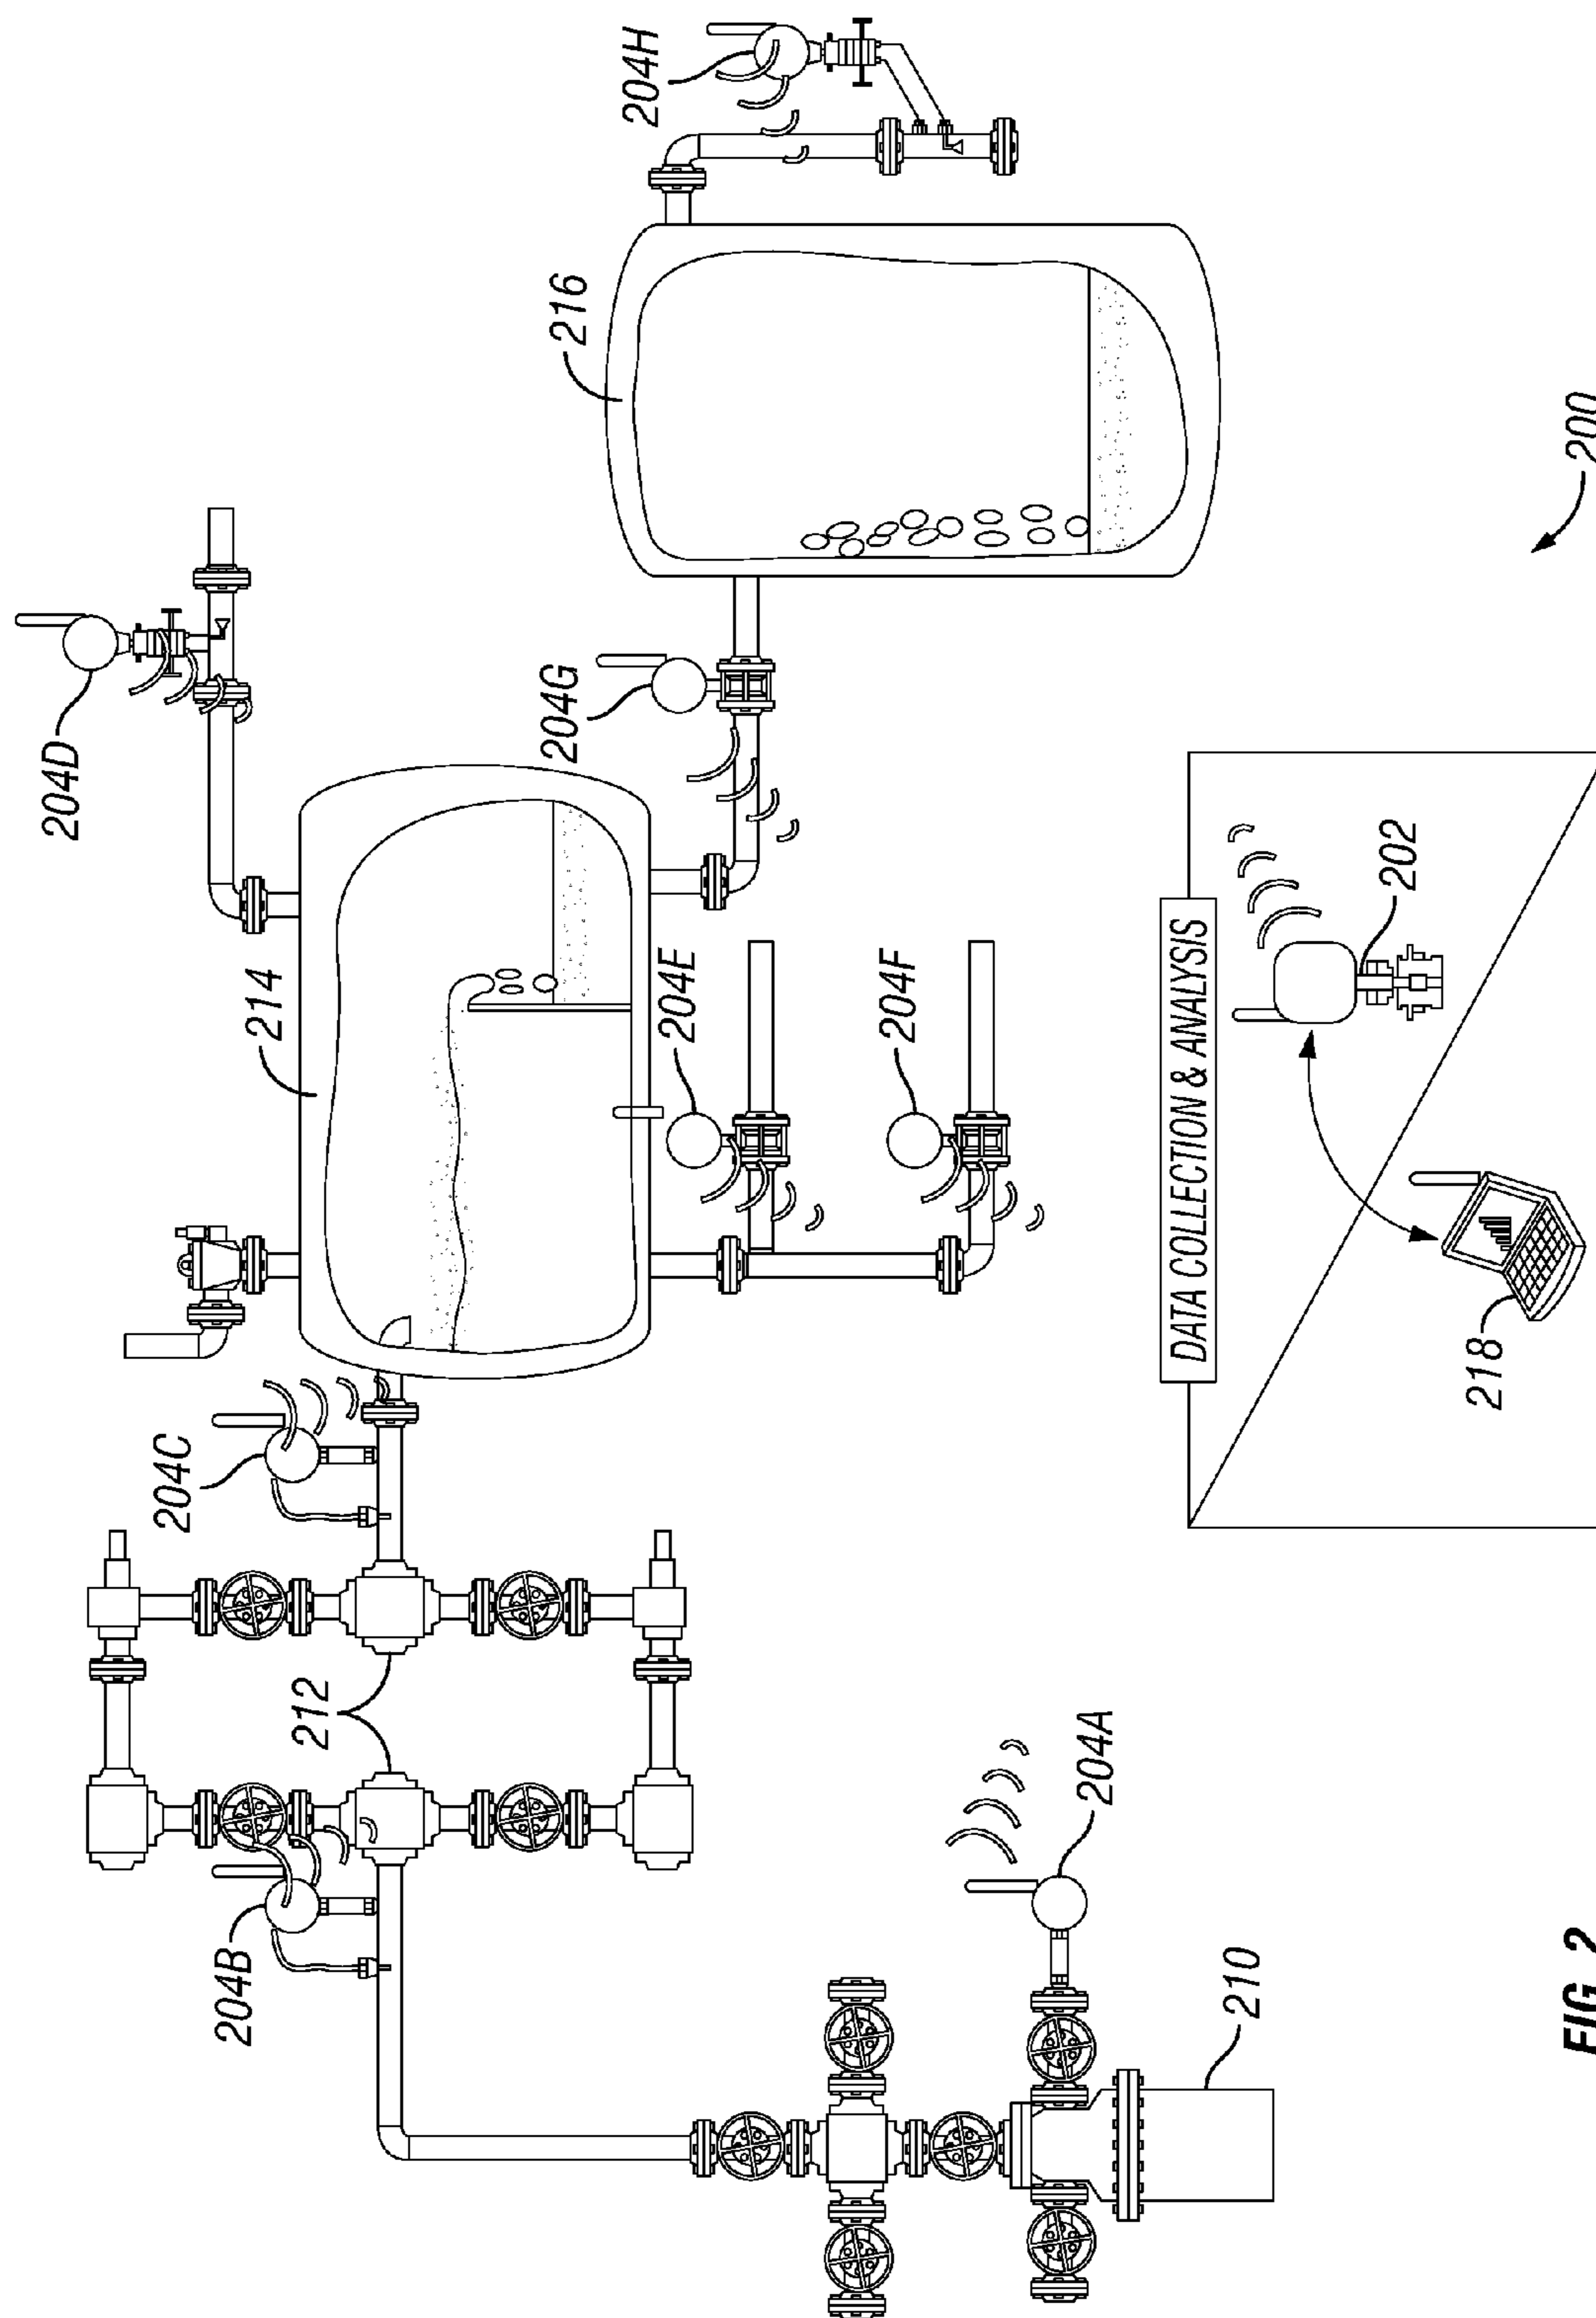 204D
204H
204C
214
216
204B
212
204G
204E
204F
204A
DATA COLLECTION & ANALYSIS
202
210
218
200
FIG. 2